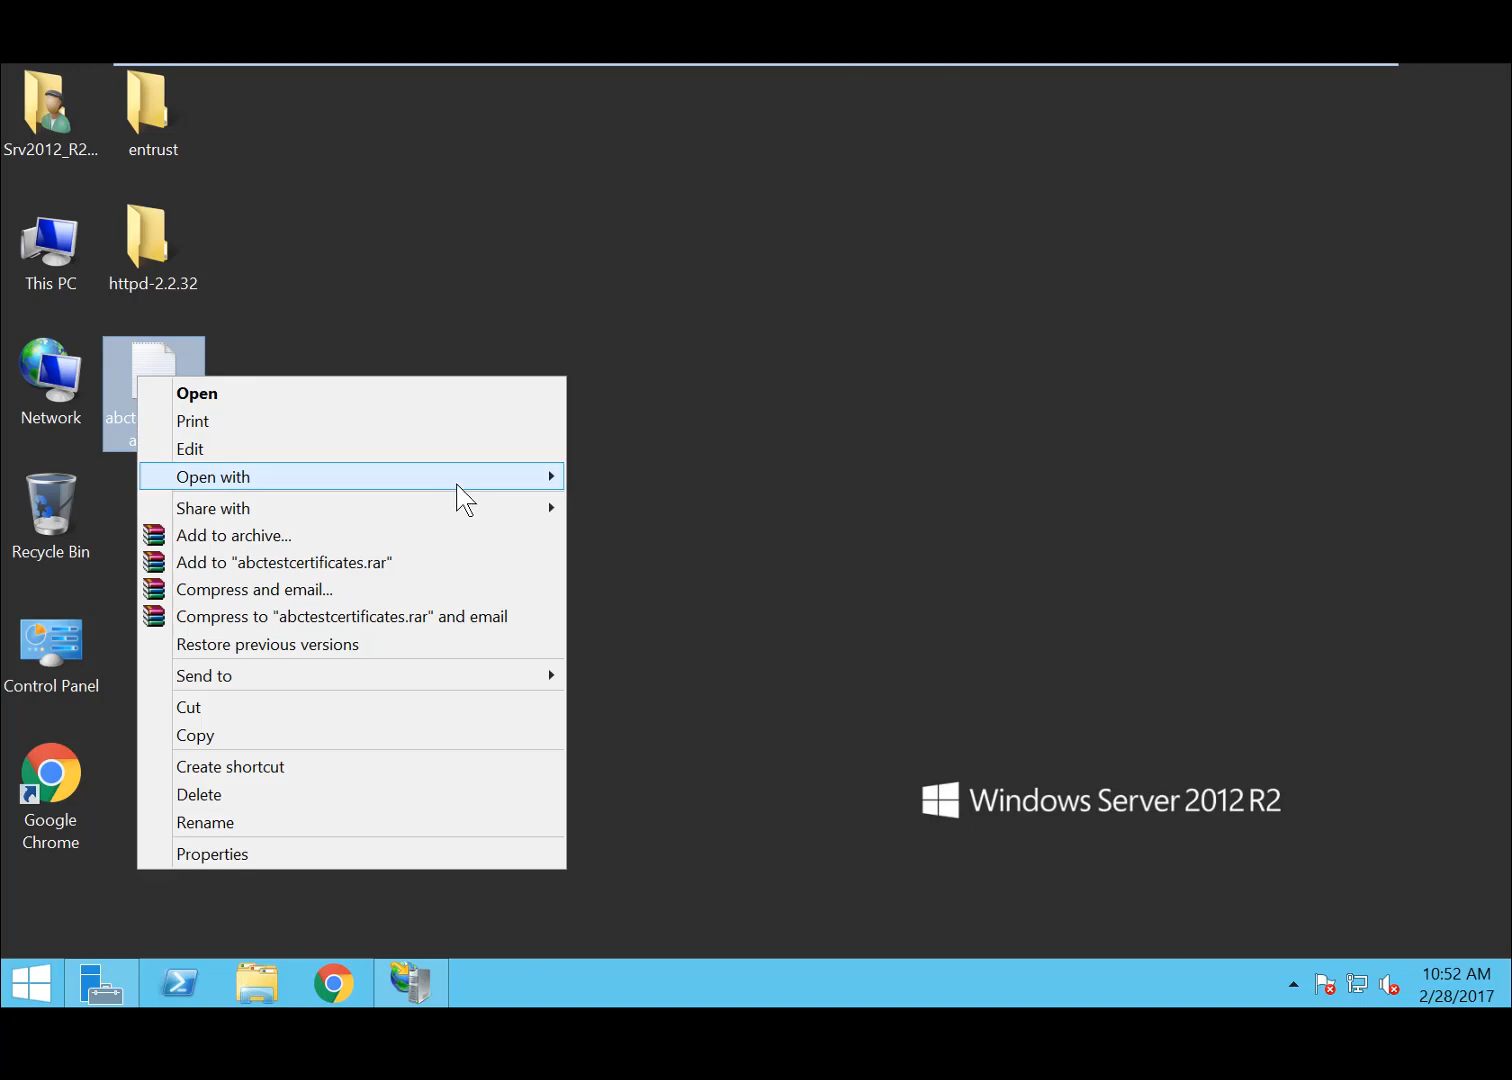 Srv2012_R2...
entrust
This PC
httpd-2.2.32
Network
abct
a
Recycle Bin
Control Panel
Google
Chrome
Open
Print
Edit
Open with
Share with
Add to archive...
Add to "abctestcertificates.rar"
Compress and email...
Compress to "abctestcertificates.rar" and email
Restore previous versions
Send to
Cut
Copy
Create shortcut
Delete
Rename
Properties
Windows Server 2012 R2
10:52 AM
2/28/2017